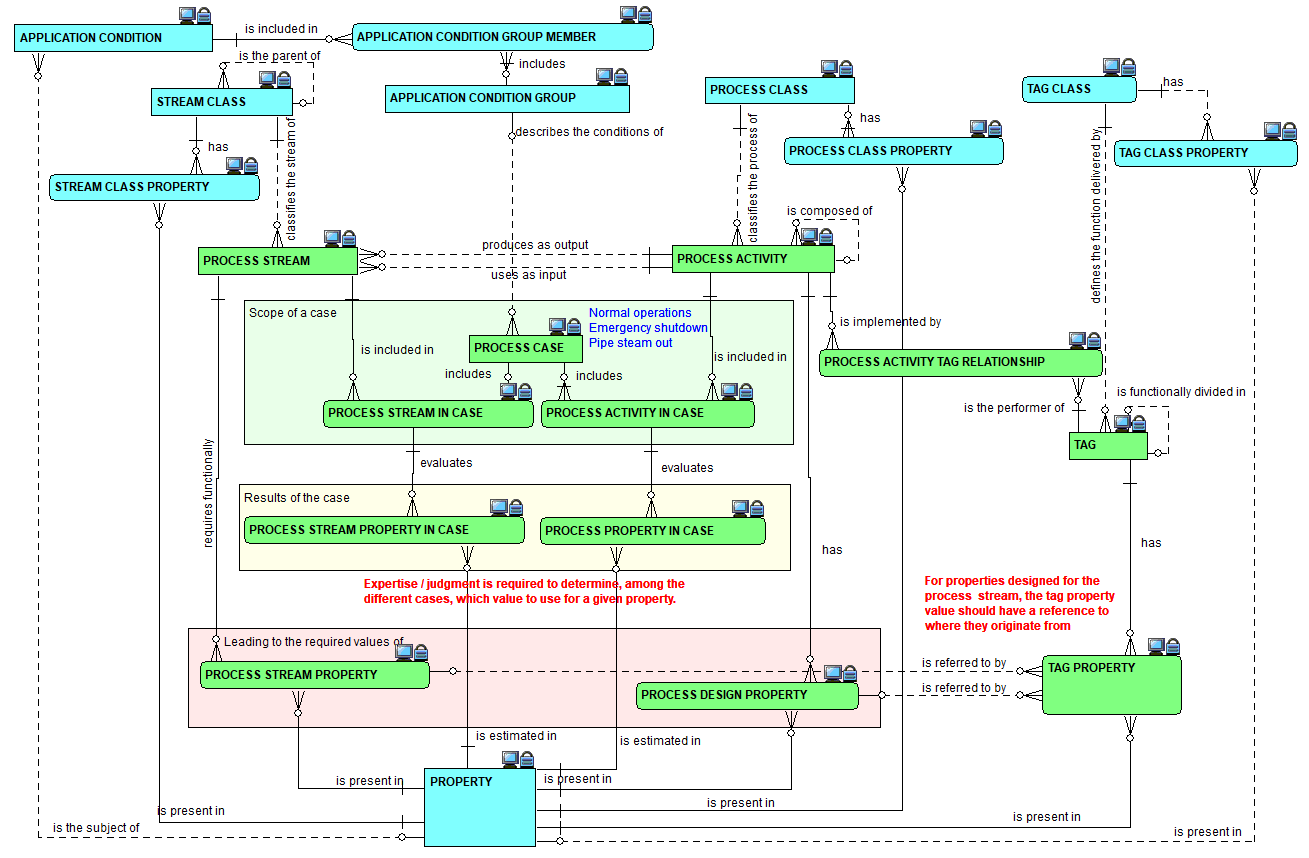 is included in
APPLICATION CONDITION
APPLICATION CONDITION GROUP MEMBER
is the parent of
includes
STREAM CLASS
APPLICATION CONDITION GROUP
PROCESS CLASS
TAG CLASS
has
describes the conditions of
has
has
classifies the stream of
classifies the process of
defines the function delivered by
PROCESS CLASS PROPERTY
TAG CLASS PROPERTY
STREAM CLASS PROPERTY
is composed of
produces as output
PROCESS STREAM
PROCESS ACTIVITY
uses as input
Scope of a case
Normal operations
Emergency shutdown
Pipe steam out
is implemented by
is included in
PROCESS CASE
is included in
PROCESS ACTIVITY TAG RELATIONSHIP
includes
includes
is functionally divided in
PROCESS STREAM IN CASE
PROCESS ACTIVITY IN CASE
is the performer of
TAG
evaluates
evaluates
requires functionally
Results of the case
PROCESS STREAM PROPERTY IN CASE
PROCESS PROPERTY IN CASE
has
has
Expertise / judgment is required to determine, among the
different cases, which value to use for a given property.
For properties designed for the
process  stream, the tag property
value should have a reference to
where they originate from
Leading to the required values of
PROCESS STREAM PROPERTY
is referred to by
TAG PROPERTY
PROCESS DESIGN PROPERTY
is referred to by
is estimated in
is estimated in
PROPERTY
is present in
is present in
is present in
is present in
is present in
is the subject of
is present in